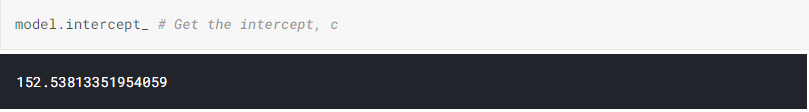 model.intercept_ # Get the intercept, c
152.53813351954059